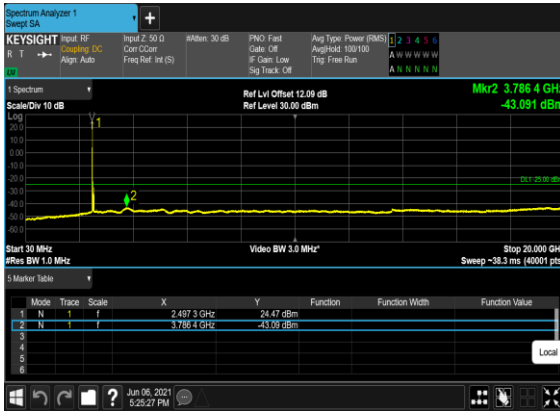 Spectrum Analyzer 1
Swept SA
+
KEYSIGHT Input: RF Input Z: 50 Ω #Atten: 30 dB PNO: Fast Avg Type: Power (RMS) 1 2 3 4 5 6
R T Coupling: DC Corr CCorr Gate: Off Avg|Hold: 100/100 A W W W W W
Align: Auto Freq Ref: Int (S) IF Gain: Low Trig: Free Run
Sig Track: Off A N N N N N
1 Spectrum Ref Lvl Offset 12.09 dB Mkr2 3.786 4 GHz
Scale/Div 10 dB Ref Level 30.00 dBm -43.091 dBm
Log
20.0
10.0
0.00
-10.0
-20.0
-30.0
-40.0
-50.0
-60.0
1
2
Start 30 MHz Video BW 3.0 MHz* Stop 20.000 GHz
#Res BW 1.0 MHz Sweep ~38.3 ms (40001 pts)
5 Marker Table
Mode Trace Scale X Y Function Function Width Function Value
1 N 1 f 2.497 3 GHz 24.47 dBm
2 N 1 f 3.786 4 GHz -43.09 dBm
3
4
5
6
Local
? Jun 06, 2021
5:25:27 PM